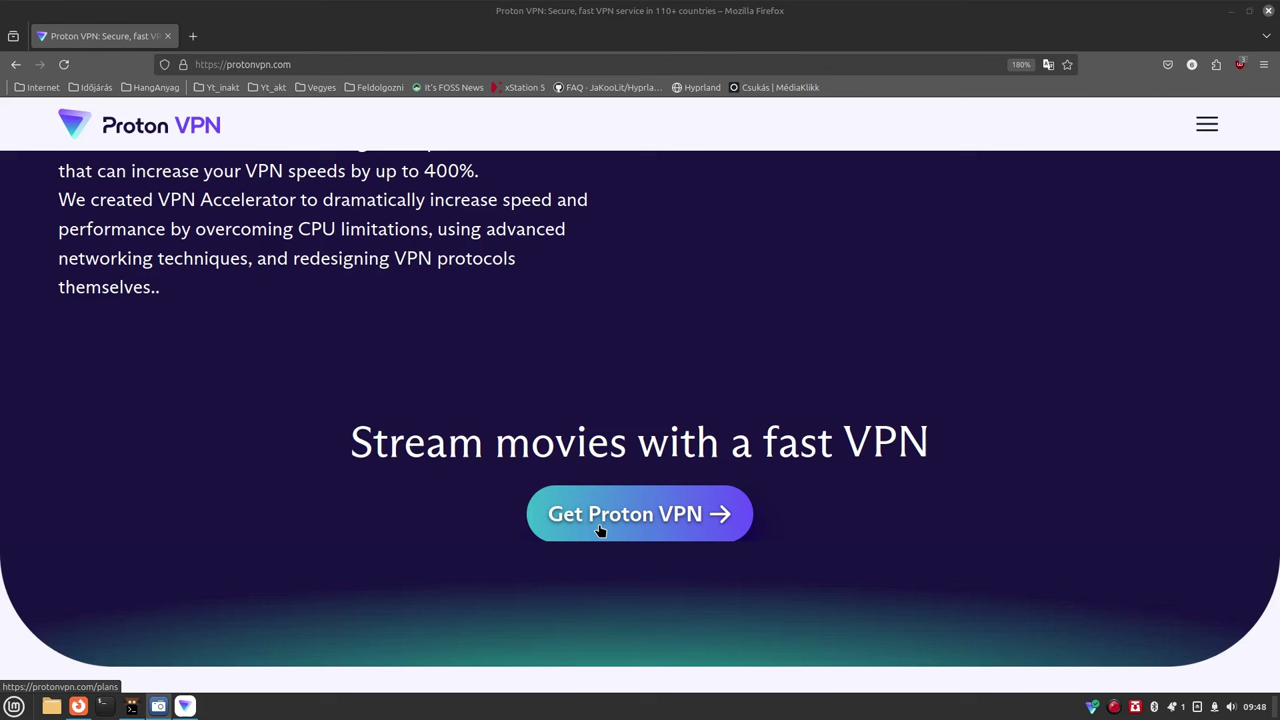 Proton VPN: Secure, fast VPN service in 110+ countries – Mozilla Firefox
Proton VPN: Secure, fast VP
https://protonvpn.com
180%
Internet
Időjárás
HangAnyag
Yt_inakt
Yt_akt
Vegyes
Feldolgozni
It's FOSS News
xStation 5
FAQ · JaKooLit/Hyprla…
Hyprland
Csukás | MédiaKlikk
Proton VPN
that can increase your VPN speeds by up to 400%.
We created VPN Accelerator to dramatically increase speed and
performance by overcoming CPU limitations, using advanced
networking techniques, and redesigning VPN protocols
themselves..
Stream movies with a fast VPN
Get Proton VPN
https://protonvpn.com/plans
1
09:48